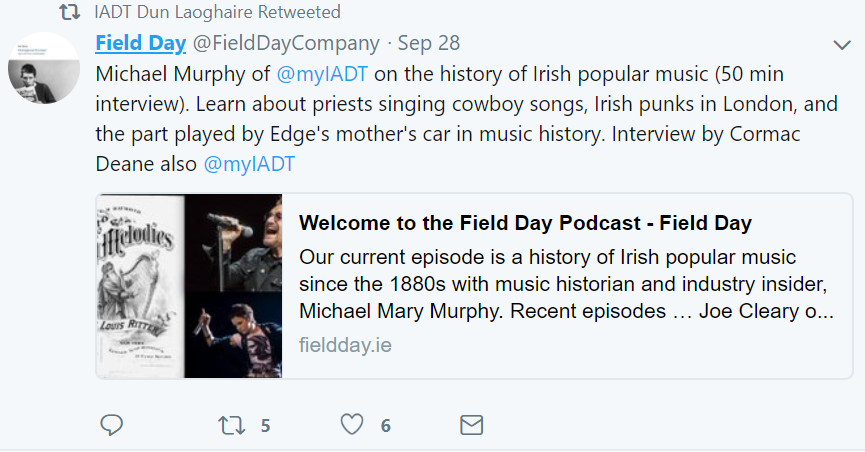 IADT Dun Laoghaire Retweeted
Field Day @FieldDayCompany · Sep 28
Michael Murphy of @myIADT on the history of Irish popular music (50 min
interview). Learn about priests singing cowboy songs, Irish punks in London, and
the part played by Edge's mother's car in music history. Interview by Cormac
Deane also @myIADT
Melodies
LOUIS RITTER
NEW YORK
Welcome to the Field Day Podcast - Field Day
Our current episode is a history of Irish popular music
since the 1880s with music historian and industry insider,
Michael Mary Murphy. Recent episodes … Joe Cleary o...
fieldday.ie
5 6